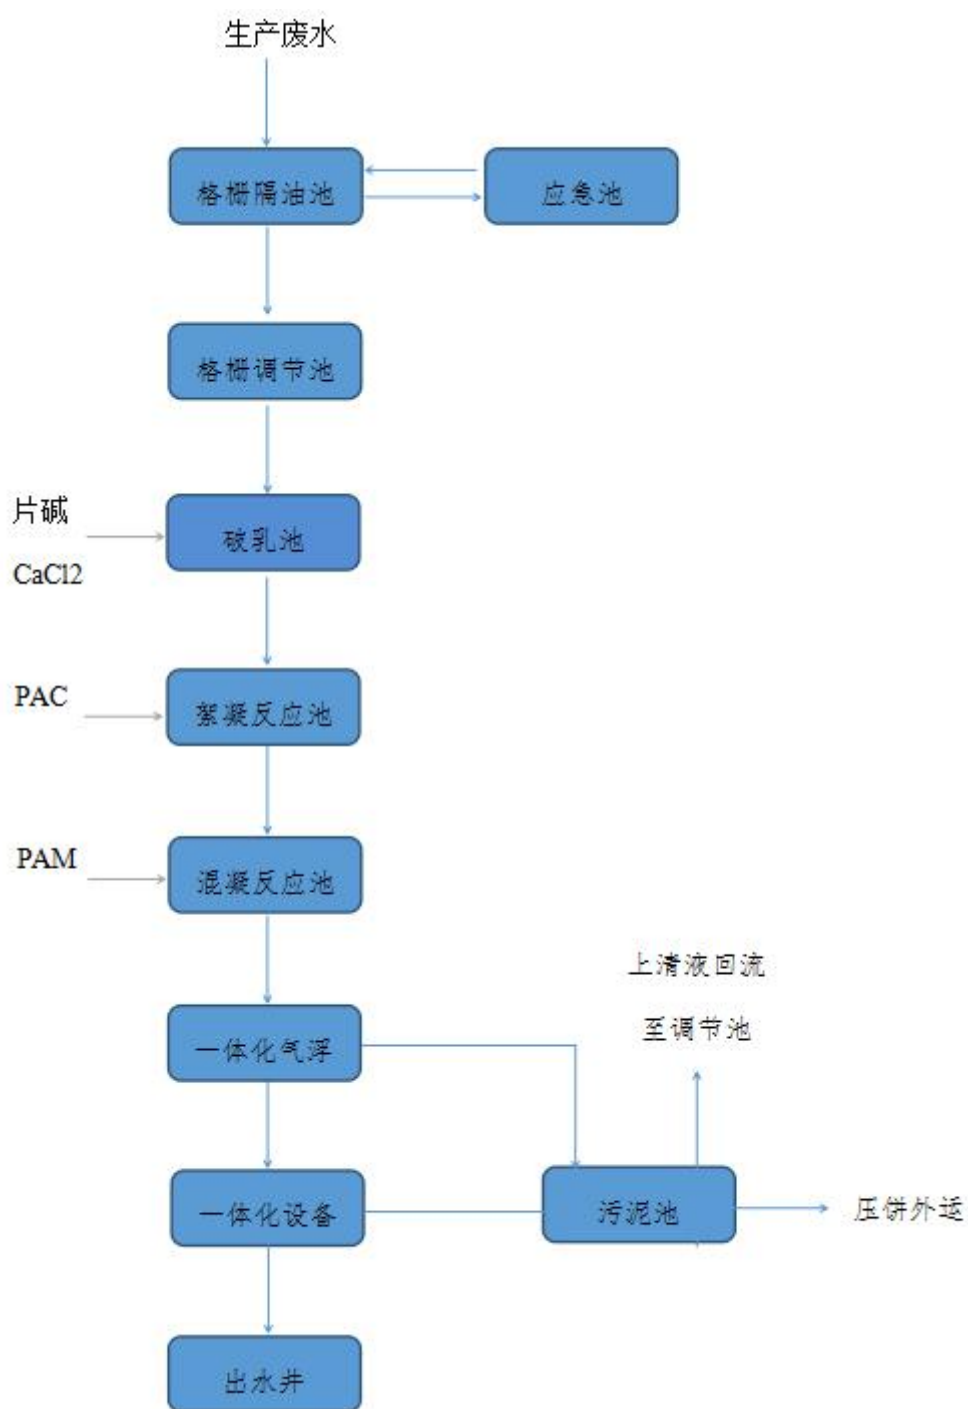 生产废水
格栅隔油池
应急池
格栅调节池
片碱
CaCl2
破乳池
PAC
絮凝反应池
PAM
混凝反应池
上清液回流
至调节池
一体化气浮
一体化设备
污泥池
压饼外运
出水井